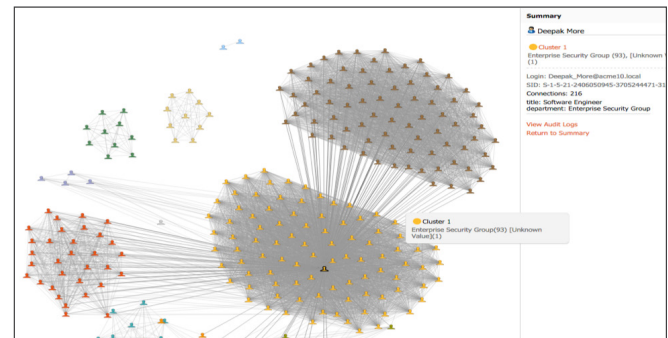 Summary
Deepak More
Cluster 1
Enterprise Security Group (93), [Unknown V
(1)
Login: Deepak_More@acme10.local
SID: S-1-5-21-2406050945-3705244471-31
Connections: 216
title: Software Engineer
department: Enterprise Security Group
View Audit Logs
Return to Summary
Cluster 1
Enterprise Security Group(93) [Unknown
Value](1)